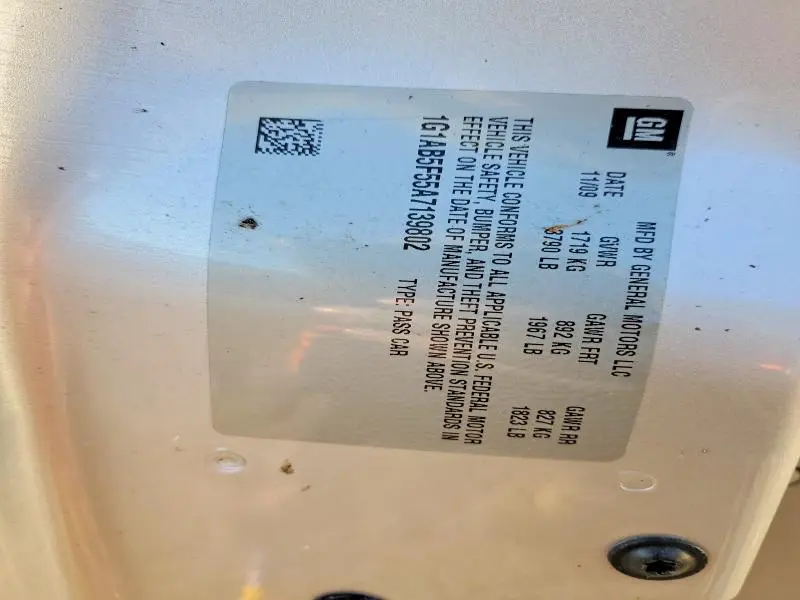 GM
MFD BY GENERAL MOTORS LLC
DATE GVWR GAWR FRT GAWR RR
11/09 1719 KG 892 KG 827 KG
3790 LB 1967 LB 1823 LB
THIS VEHICLE CONFORMS TO ALL APPLICABLE U.S. FEDERAL MOTOR
VEHICLE SAFETY, BUMPER, AND THEFT PREVENTION STANDARDS IN
EFFECT ON THE DATE OF MANUFACTURE SHOWN ABOVE.
1G1AB5F55A7139802 TYPE: PASS CAR